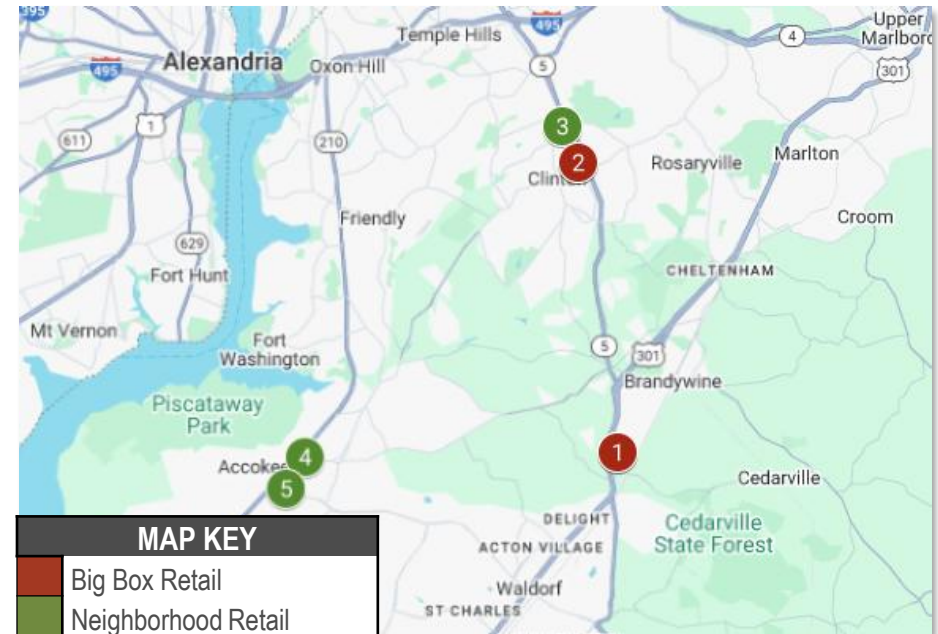 395
495
Temple Hills
4
Upper
Marlboro
Alexandria
495
Oxon Hill
5
301
1
611
210
3
2
Clinton
Rosaryville
Marlton
Friendly
Croom
629
Fort Hunt
CHELTENHAM
Mt Vernon
Fort
Washington
5
301
Brandywine
Piscataway
Park
Accokee
4
1
5
Cedarville
DELIGHT
Cedarville
State Forest
ACTON VILLAGE
Waldorf
ST CHARLES
MAP KEY
Big Box Retail
Neighborhood Retail